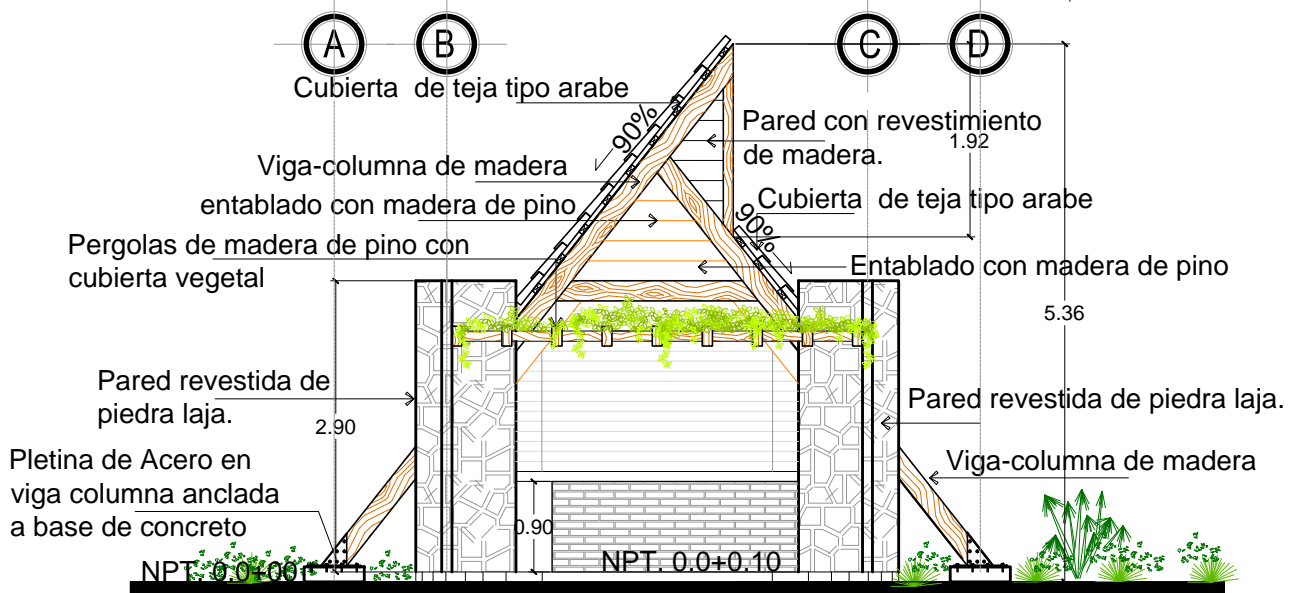 A
B
C
D
Cubierta de teja tipo arabe
90%
Pared con revestimiento
de madera.
1.92
Viga-columna de madera
entablado con madera de pino
Cubierta de teja tipo arabe
90%
Pergolas de madera de pino con
cubierta vegetal
Entablado con madera de pino
5.36
Pared revestida de
piedra laja.
2.90
Pared revestida de piedra laja.
Pletina de Acero en
viga columna anclada
a base de concreto
Viga-columna de madera
0.90
NPT. 0.0+00
NPT. 0.0+0.10